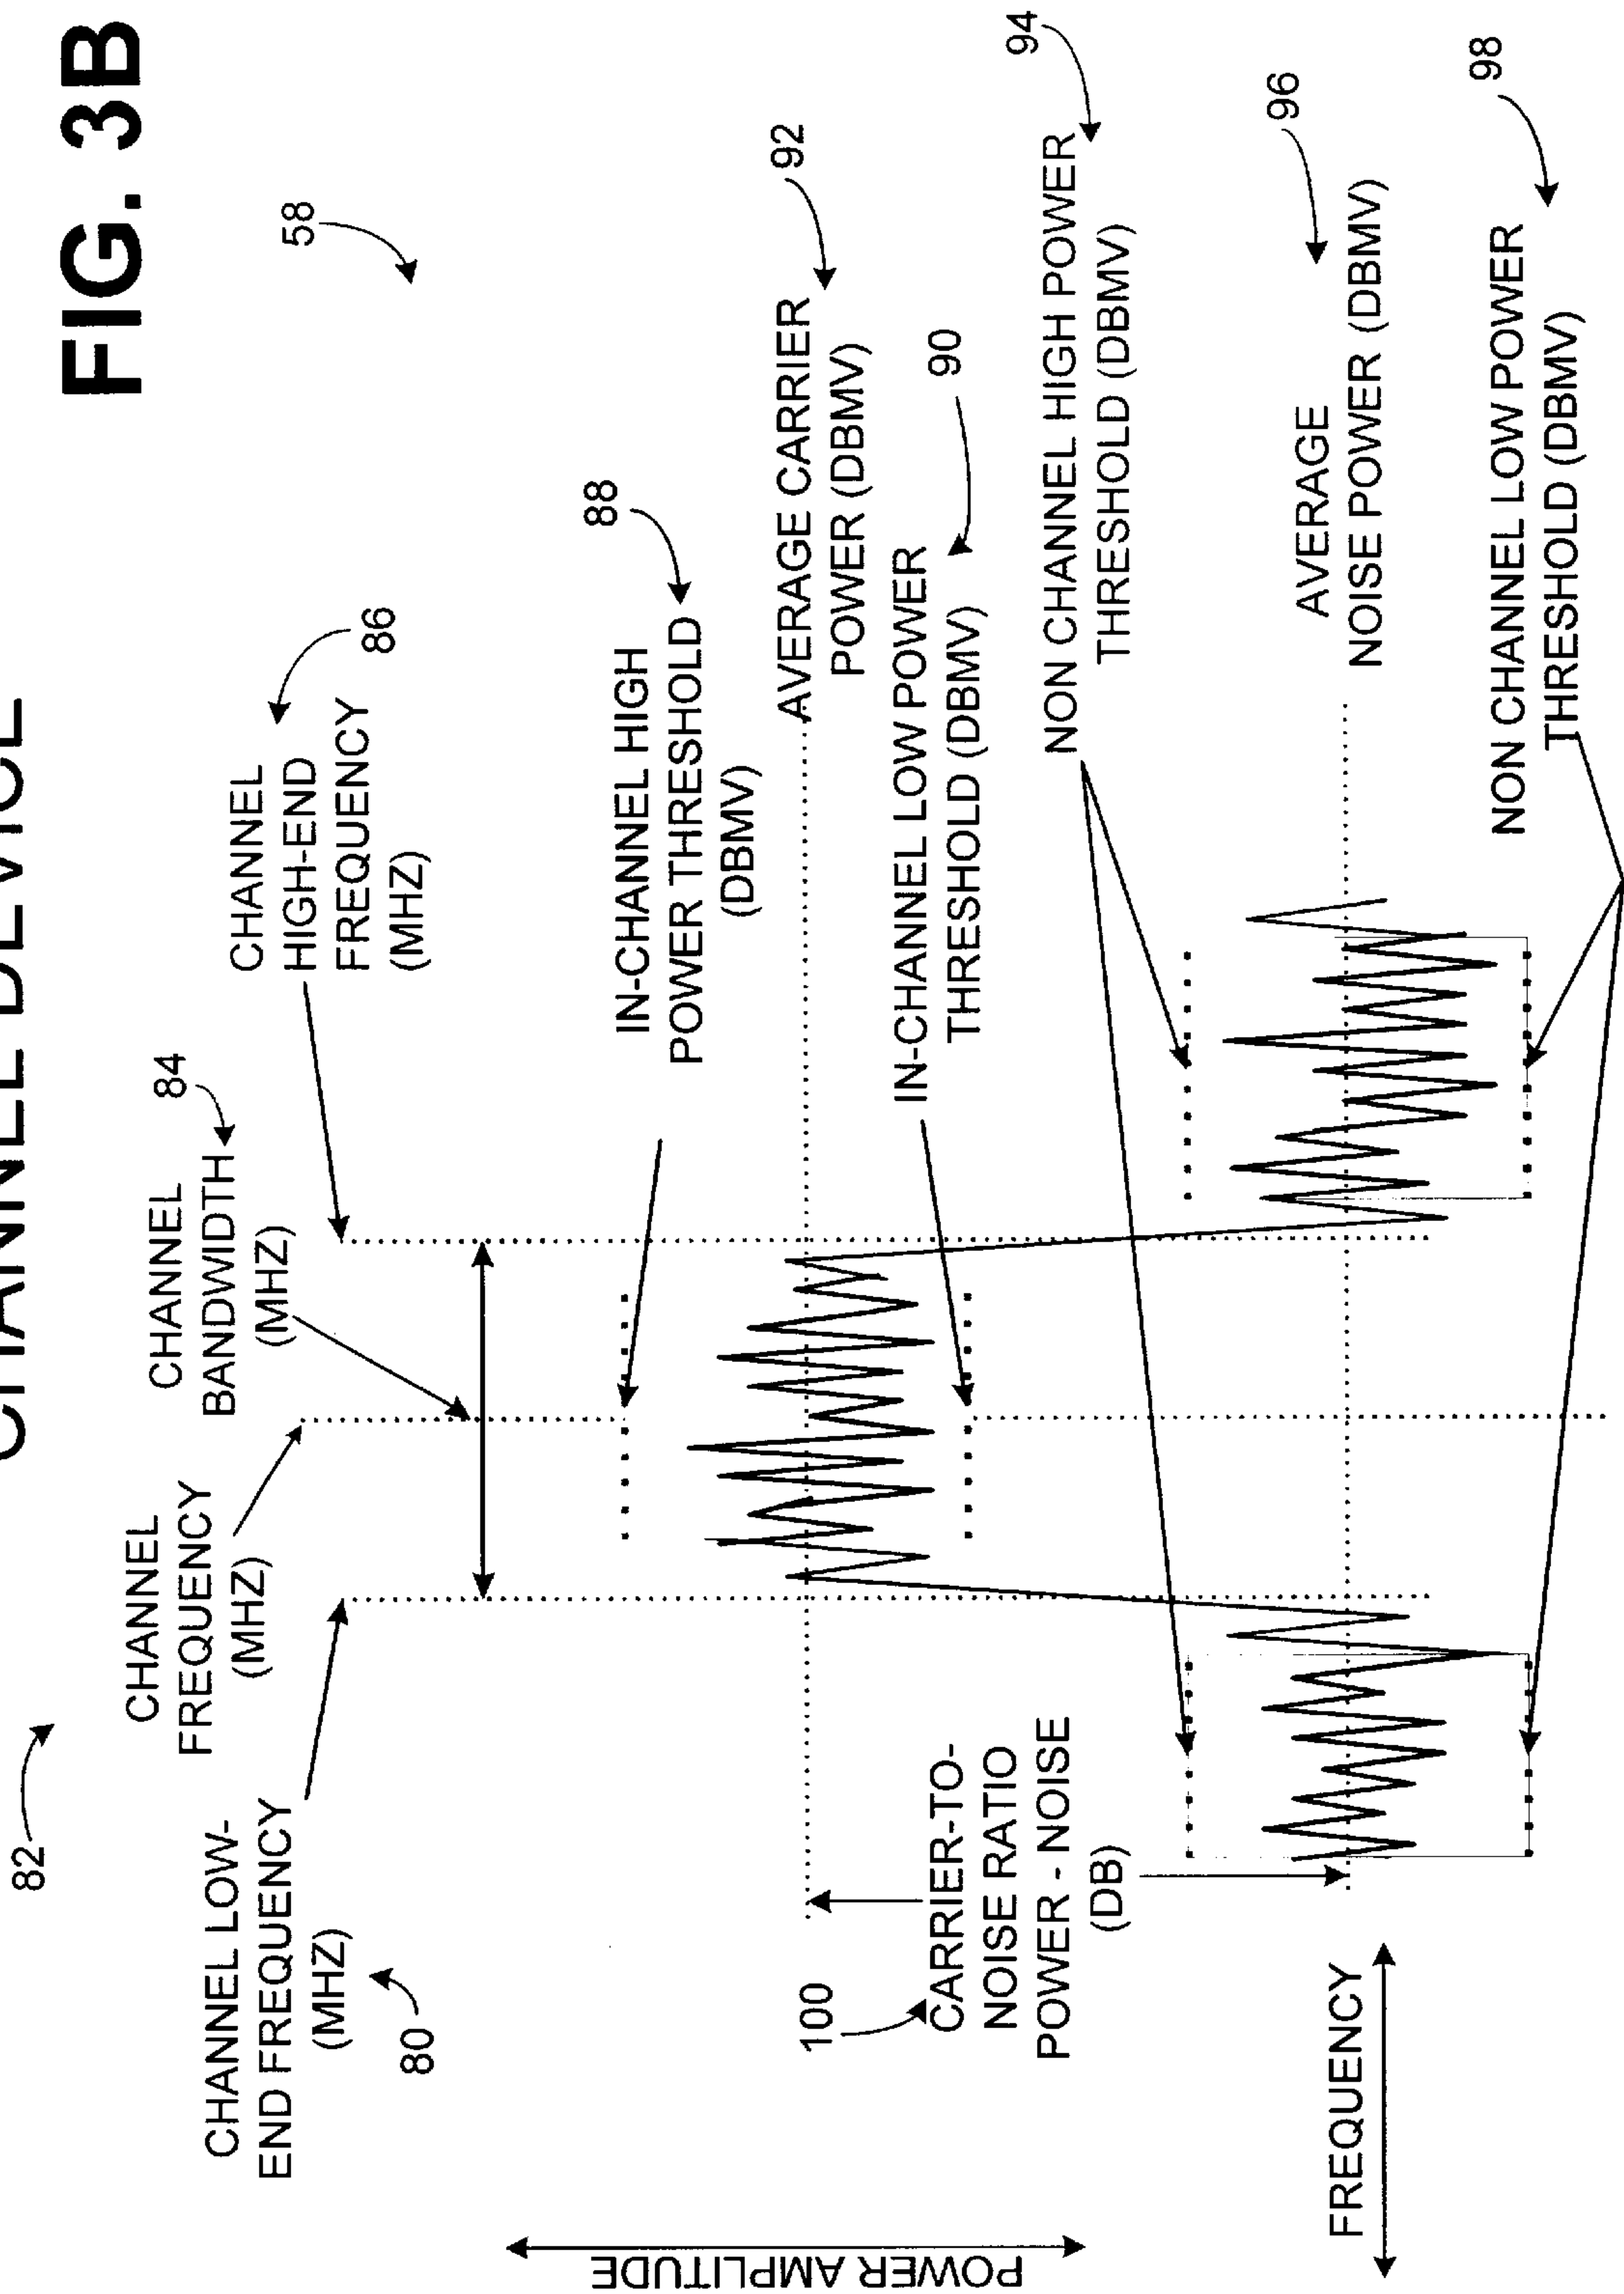 CHANNEL DEVICE
FIG. 3B
82
58
CHANNEL
FREQUENCY
(MHZ)
CHANNEL
BANDWIDTH
(MHZ)
84
CHANNEL
HIGH-END
FREQUENCY
(MHZ)
86
CHANNEL LOW-
END FREQUENCY
(MHZ)
80
IN-CHANNEL HIGH
POWER THRESHOLD
(DBMV)
88
AVERAGE CARRIER
POWER (DBMV)
92
IN-CHANNEL LOW POWER
THRESHOLD (DBMV)
90
100
CARRIER-TO-
NOISE RATIO
POWER - NOISE
(DB)
NON CHANNEL HIGH POWER
THRESHOLD (DBMV)
94
AVERAGE
NOISE POWER (DBMV)
96
NON CHANNEL LOW POWER
THRESHOLD (DBMV)
98
POWER AMPLITUDE
FREQUENCY